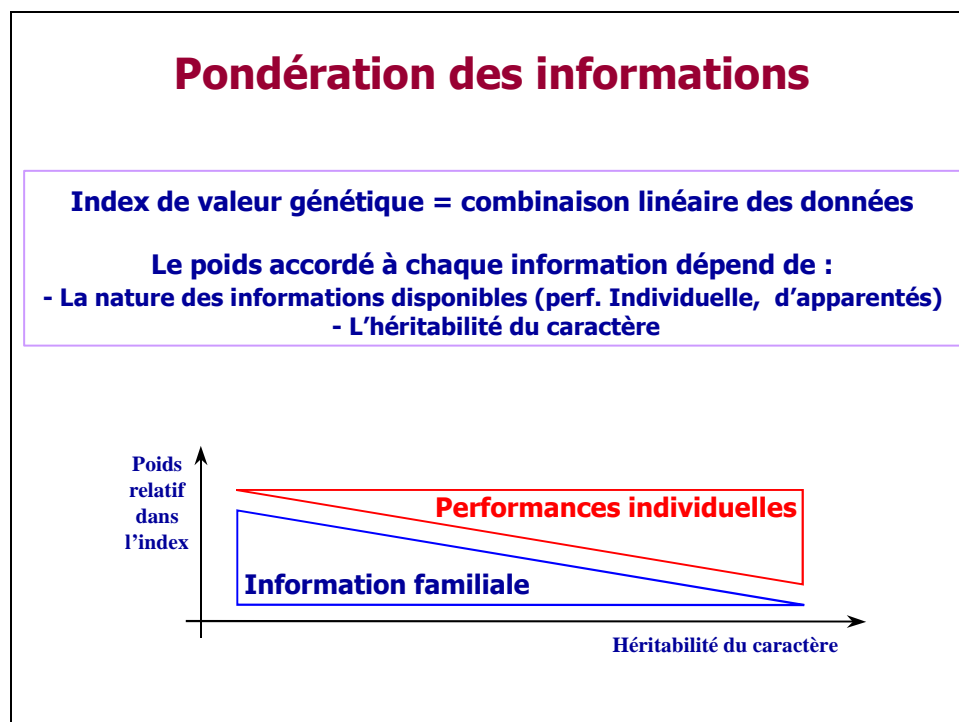 Pondération des informations
Index de valeur génétique = combinaison linéaire des données
Le poids accordé à chaque information dépend de :
- La nature des informations disponibles (perf. Individuelle, d'apparentés)
- L'héritabilité du caractère
Poids
relatif
dans
l'index
Performances individuelles
Information familiale
Héritabilité du caractère